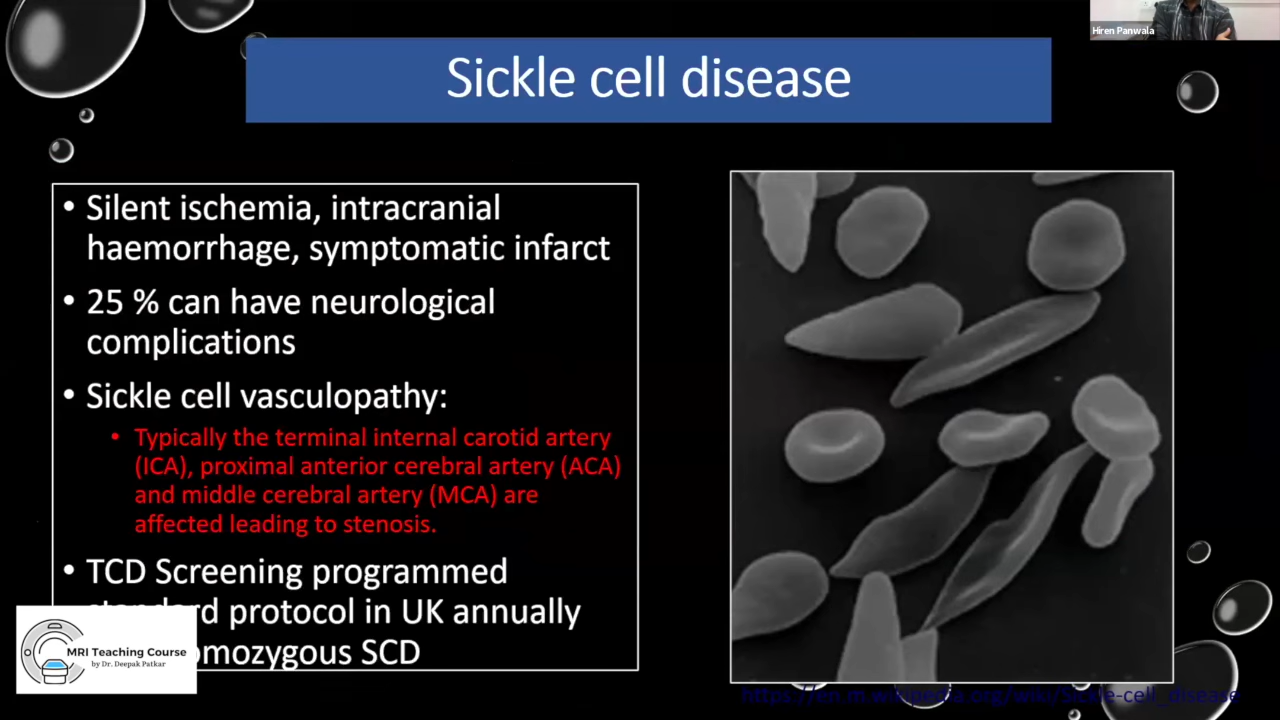 Hiren Panwala
Sickle cell disease
• Silent ischemia, intracranial
haemorrhage, symptomatic infarct
• 25 % can have neurological
complications
• Sickle cell vasculopathy:
• Typically the terminal internal carotid artery
(ICA), proximal anterior cerebral artery (ACA)
and middle cerebral artery (MCA) are
affected leading to stenosis.
• TCD Screening programmed
protocol in UK annually
SCD
MRI Teaching Course
by Dr. Deepak Patkar
https://en.m.wikipedia.org/wiki/Sickle-cell_disease